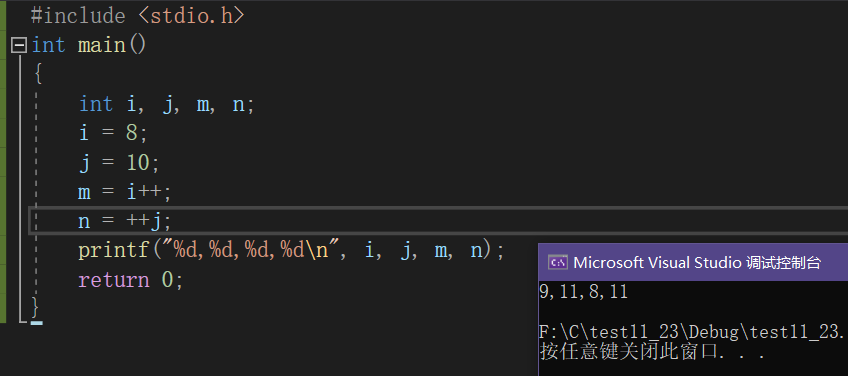 #include <stdio.h>
int main()
{
int i, j, m, n;
i = 8;
j = 10;
m = i++;
n = ++j;
printf("%d,%d,%d,%d\n", i, j, m, n);
return 0;
}
Microsoft Visual Studio 调试控制台
9,11,8,11
F:\C\test11_23\Debug\test11_23.
按任意键关闭此窗口. . .